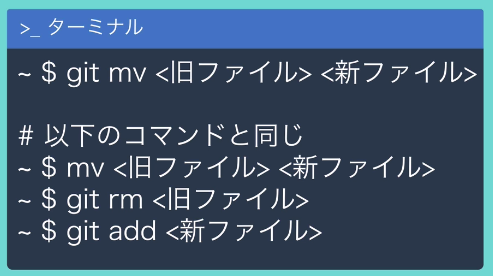 >_ ターミナル
~ $ git mv <旧ファイル> <新ファイル>
# 以下のコマンドと同じ
~ $ mv <旧ファイル> <新ファイル>
~ $ git rm <旧ファイル>
~ $ git add <新ファイル>